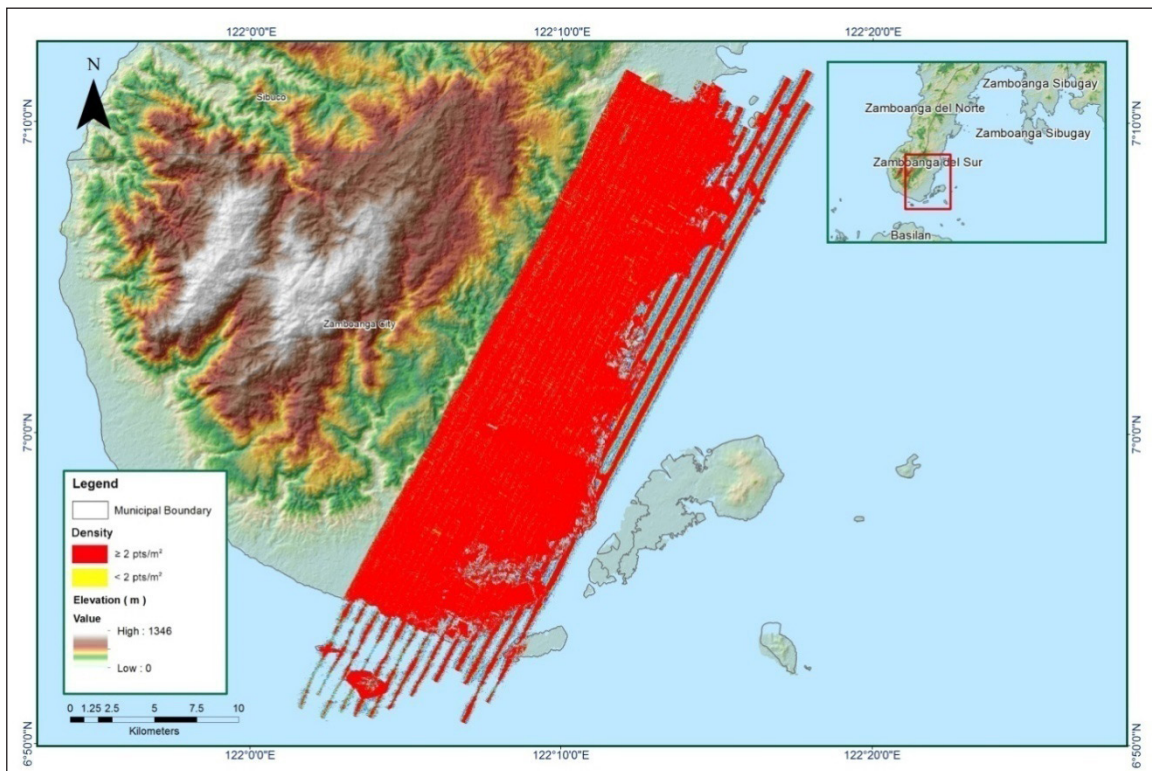 122°0'0"E
122°10'0"E
122°20'0"E
N
7°10'0"N
7°10'0"N
Sibuco
Zamboanga Sibugay
Zamboanga del Norte
Zamboanga Sibugay
Zamboanga del Sur
Basilan
Zamboanga City
7°0'0"N
7°0'0"N
Legend
Municipal Boundary
Density
≥ 2 pts/m²
< 2 pts/m²
Elevation ( m )
Value
High : 1346
Low : 0
0 1.25 2.5 5 7.5 10
Kilometers
6°50'0"N
6°50'0"N
122°0'0"E
122°10'0"E
122°20'0"E